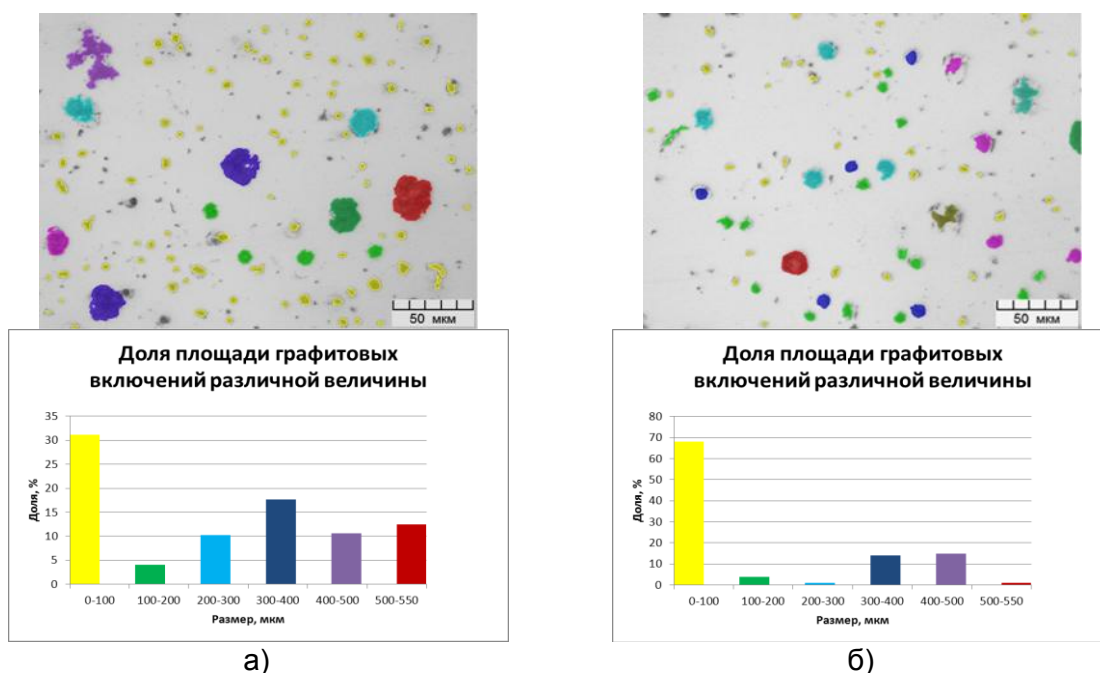 50 мкм
50 мкм
Доля площади графитовых
включений различной величины
35
30
25
20
15
10
5
0
Доля, %
0-100 100-200 200-300 300-400 400-500 500-550
Размер, мкм
Доля площади графитовых
включений различной величины
80
70
60
50
40
30
20
10
0
Доля, %
0-100 100-200 200-300 300-400 400-500 500-550
Размер, мкм
а)
б)